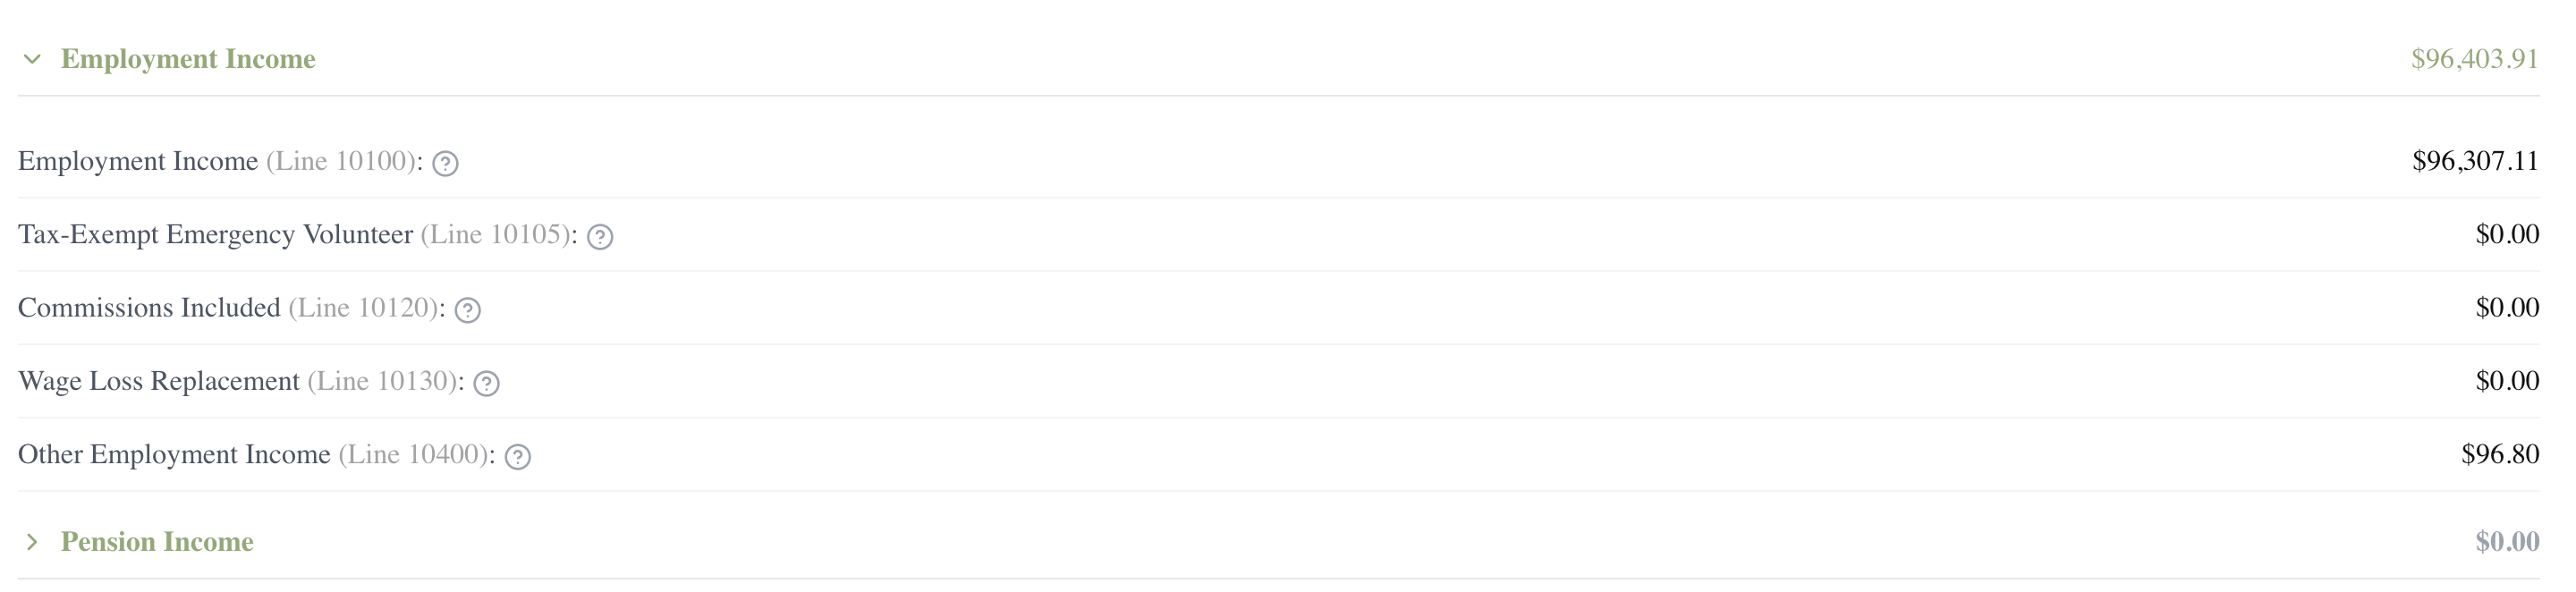 Employment Income $96,403.91
Employment Income (Line 10100): ? $96,307.11
Tax-Exempt Emergency Volunteer (Line 10105): ? $0.00
Commissions Included (Line 10120): ? $0.00
Wage Loss Replacement (Line 10130): ? $0.00
Other Employment Income (Line 10400): ? $96.80
Pension Income $0.00